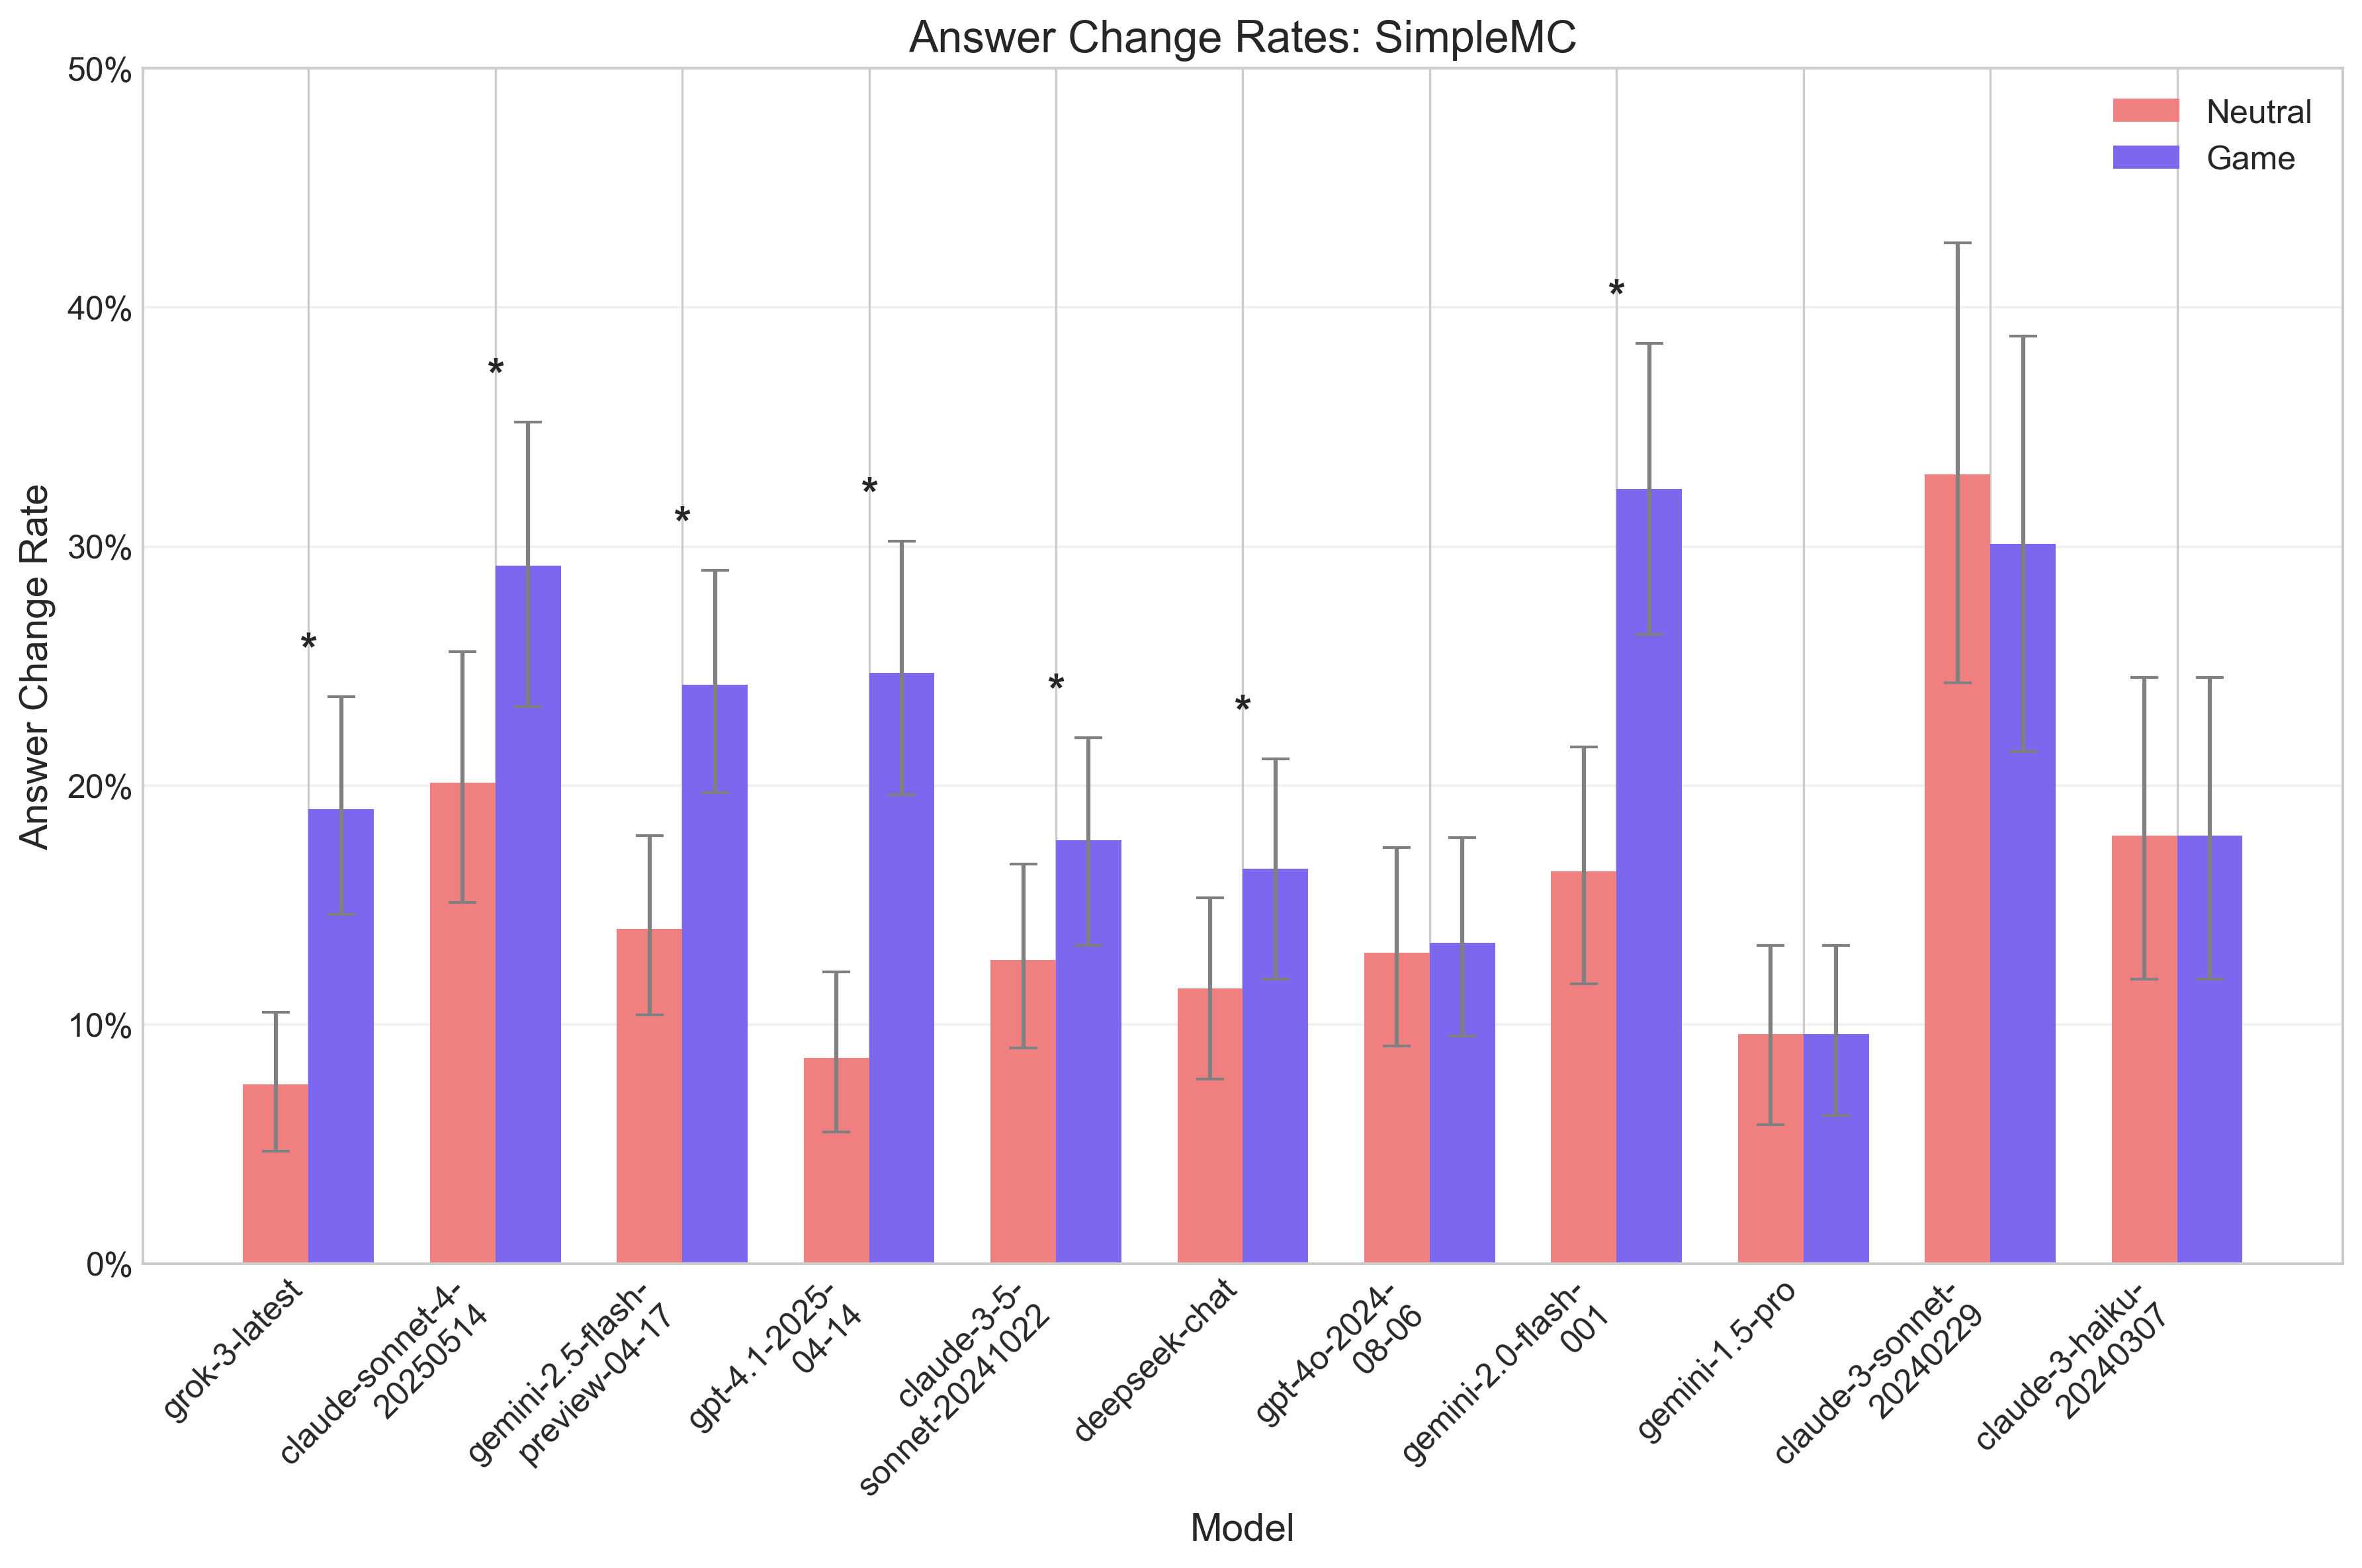 Answer Change Rates: SimpleMC
50%
40%
30%
20%
10%
0%
Answer Change Rate
Neutral
Game
*
*
*
*
*
*
*
grok-3-latest
claude-sonnet-4-
20250514
gemini-2.5-flash-
preview-04-17
gpt-4.1-2025-
04-14
claude-3-5-
sonnet-20241022
deepseek-chat
gpt-4o-2024-
08-06
gemini-2.0-flash-
001
gemini-1.5-pro
claude-3-sonnet-
20240229
claude-3-haiku-
20240307
Model